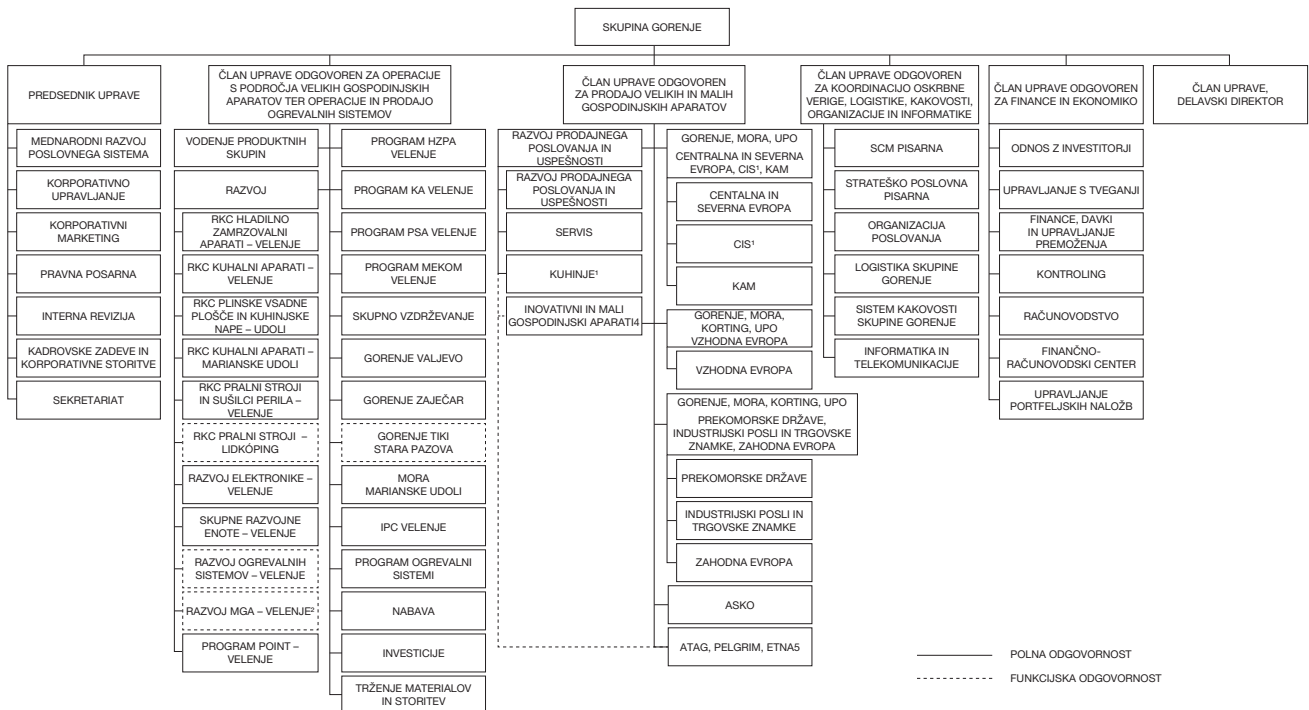 SKUPINA GORENJE
PREDSEDNIK UPRAVE
ČLAN UPRAVE ODGOVOREN ZA OPERACIJE
S PODROČJA VELIKIH GOSPODINJSKIH
APARATOV TER OPERACIJE IN PRODAJO
OGREVALNIH SISTEMOV
ČLAN UPRAVE ODGOVOREN
ZA PRODAJO VELIKIH IN MALIH
GOSPODINJSKIH APARATOV
ČLAN UPRAVE ODGOVOREN
ZA KOORDINACIJO OSKRBNE
VERIGE, LOGISTIKE, KAKOVOSTI,
ORGANIZACIJE IN INFORMATIKE
ČLAN UPRAVE ODGOVOREN
ZA FINANCE IN EKONOMIKO
ČLAN UPRAVE,
DELAVSKI DIREKTOR
MEDNARODNI RAZVOJ
POSLOVNEGA SISTEMA
KORPORATIVNO
UPRAVLJANJE
KORPORATIVNI
MARKETING
PRAVNA POSARNA
INTERNA REVIZIJA
KADROVSKE ZADEVE IN
KORPORATIVNE STORITVE
SEKRETARIAT
VODENJE PRODUKTNIH
SKUPIN
RAZVOJ
RKC HLADILNO
ZAMRZOVALNI
APARATI – VELENJE
RKC KUHALNI APARATI –
VELENJE
RKC PLINSKE VSADNE
PLOŠČE IN KUHINJSKE
NAPE – UDOLI
RKC KUHALNI APARATI –
MARIANSKE UDOLI
RKC PRALNI STROJI
IN SUŠILCI PERILA –
VELENJE
RKC PRALNI STROJI –
LIDKÓPING
RAZVOJ ELEKTRONIKE –
VELENJE
SKUPNE RAZVOJNE
ENOTE – VELENJE
RAZVOJ OGREVALNIH
SISTEMOV – VELENJE
RAZVOJ MGA – VELENJE²
PROGRAM POINT –
VELENJE
PROGRAM HZPA
VELENJE
PROGRAM KA VELENJE
PROGRAM PSA VELENJE
PROGRAM MEKOM
VELENJE
SKUPNO VZDRŽEVANJE
GORENJE VALJEVO
GORENJE ZAJEČAR
GORENJE TIKI
STARA PAZOVA
MORA
MARIANSKE UDOLI
IPC VELENJE
PROGRAM OGREVALNI
SISTEMI
NABAVA
INVESTICIJE
TRŽENJE MATERIALOV
IN STORITEV
RAZVOJ PRODAJNEGA
POSLOVANJA IN
USPEŠNOSTI
RAZVOJ PRODAJNEGA
POSLOVANJA IN
USPEŠNOSTI
SERVIS
KUHINJE¹
INOVATIVNI IN MALI
GOSPODINJSKI APARATI4
GORENJE, MORA, UPO
CENTRALNA IN SEVERNA
EVROPA, CIS¹, KAM
CENTALNA IN
SEVERNA EVROPA
CIS¹
KAM
GORENJE, MORA,
KORTING, UPO
VZHODNA EVROPA
VZHODNA EVROPA
GORENJE, MORA, KORTING, UPO
PREKOMORSKE DRŽAVE,
INDUSTRIJSKI POSLI IN TRGOVSKE
ZNAMKE, ZAHODNA EVROPA
PREKOMORSKE DRŽAVE
INDUSTRIJSKI POSLI IN
TRGOVSKE ZNAMKE
ZAHODNA EVROPA
ASKO
ATAG, PELGRIM, ETNA5
SCM PISARNA
STRATEŠKO POSLOVNA
PISARNA
ORGANIZACIJA
POSLOVANJA
LOGISTIKA SKUPINE
GORENJE
SISTEM KAKOVOSTI
SKUPINE GORENJE
INFORMATIKA IN
TELEKOMUNIKACIJE
ODNOS Z INVESTITORJI
UPRAVLJANJE S TVEGANJI
FINANCE, DAVKI
IN UPRAVLJANJE
PREMOŽENJA
KONTROLING
RAČUNOVODSTVO
FINANČNO-
RAČUNOVODSKI CENTER
UPRAVLJANJE
PORTFELJSKIH NALOŽB
POLNA ODGOVORNOST
FUNKCIJSKA ODGOVORNOST